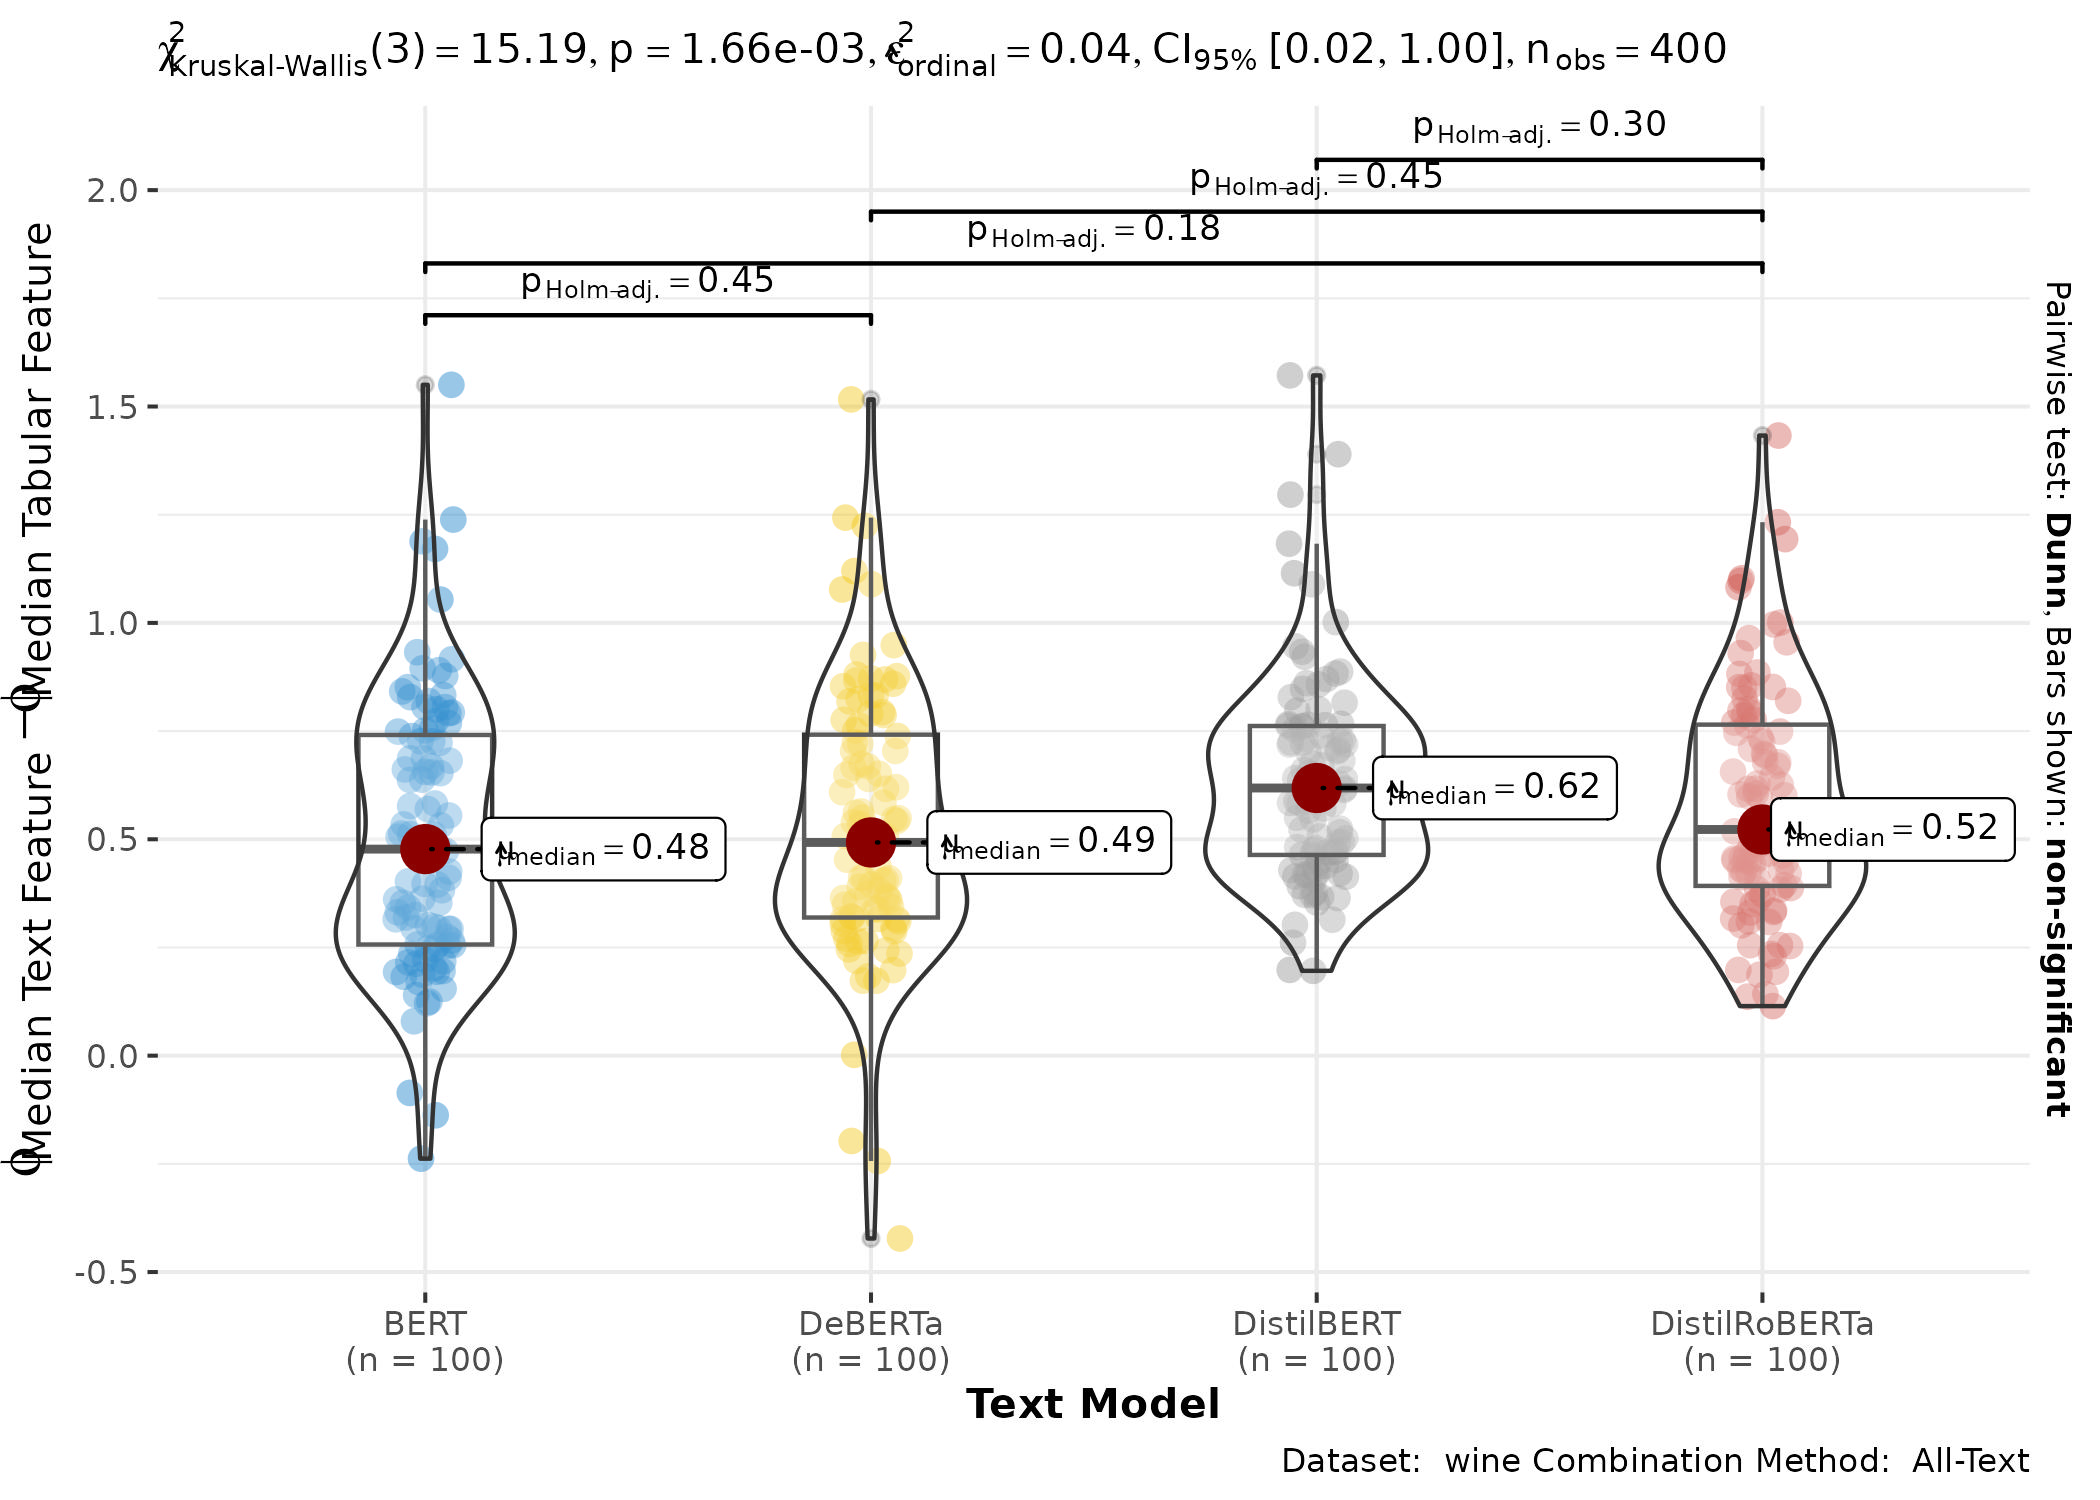 χ²Kruskal-Wallis(3) = 15.19, p = 1.66e-03, ε²ordinal = 0.04, CI95% [0.02, 1.00], nobs = 400
pHolm-adj. = 0.30
pHolm-adj. = 0.45
pHolm-adj. = 0.18
pHolm-adj. = 0.45
ϕMedian Text Feature − ϕMedian Tabular Feature
2.0
1.5
1.0
0.5
0.0
-0.5
μ̂median = 0.48
μ̂median = 0.49
μ̂median = 0.62
μ̂median = 0.52
Pairwise test: Dunn, Bars shown: non-significant
BERT
(n = 100)
DeBERTa
(n = 100)
DistilBERT
(n = 100)
DistilRoBERTa
(n = 100)
Text Model
Dataset:  wine Combination Method:  All-Text